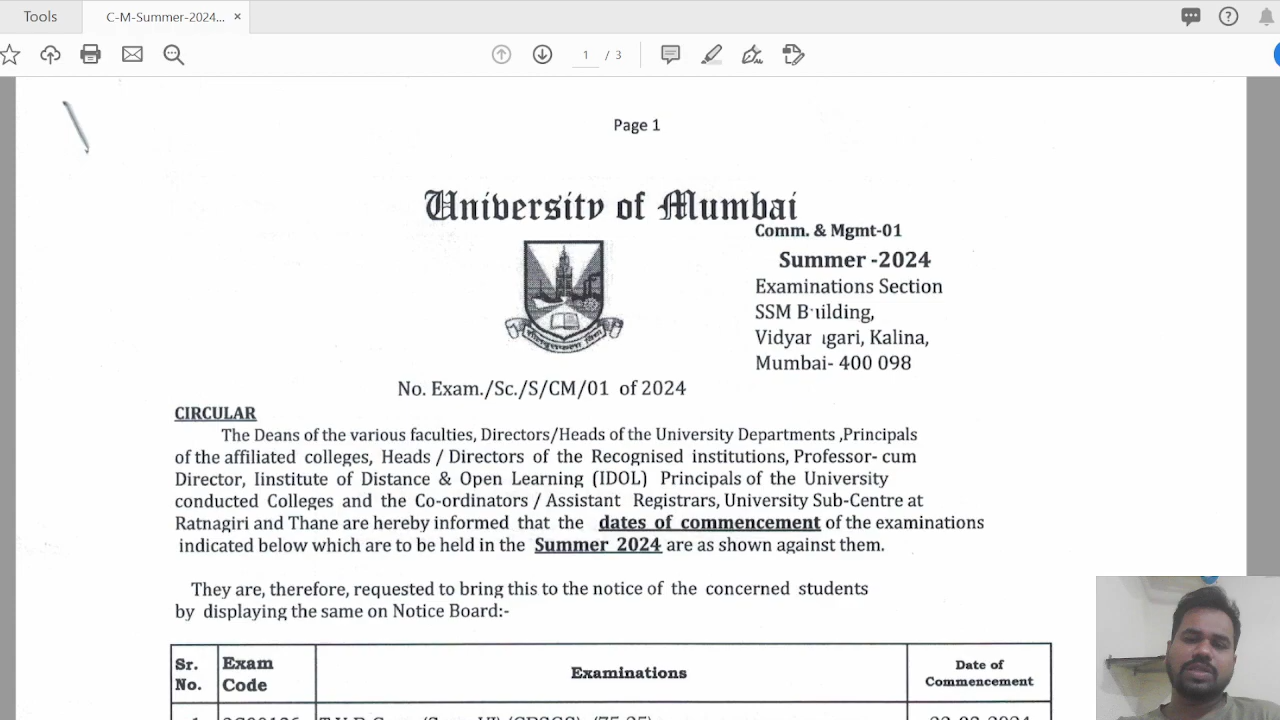 Tools
C-M-Summer-2024...
1 / 3
Page 1
University of Mumbai
Comm. & Mgmt-01
Summer -2024
Examinations Section
SSM Building,
Kalina,
Mumbai- 400 098
No. Exam./Sc./S/CM/01 of 2024
CIRCULAR
The Deans of the various faculties, Directors/Heads of the University Departments ,Principals
of the affiliated colleges, Heads / Directors of the Recognised institutions, Professor- cum
Director, Iinstitute of Distance & Open Learning (IDOL) Principals of the University
conducted Colleges and the Co-ordinators / Assistant Registrars, University Sub-Centre at
Ratnagiri and Thane are hereby informed that the dates of commencement of the examinations
indicated below which are to be held in the Summer 2024 are as shown against them.
They are, therefore, requested to bring this to the notice of the concerned students
by displaying the same on Notice Board:-
Sr. No.
Exam Code
Examinations
Date of Commencement